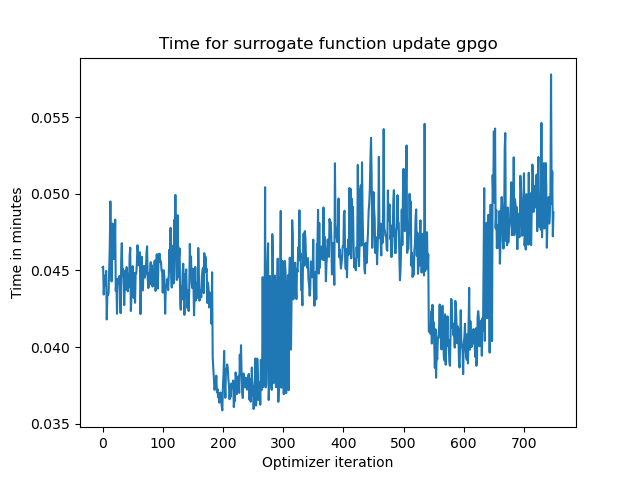 Time for surrogate function update gpgo
Time in minutes
0.055
0.050
0.045
0.040
0.035
0 100 200 300 400 500 600 700
Optimizer iteration